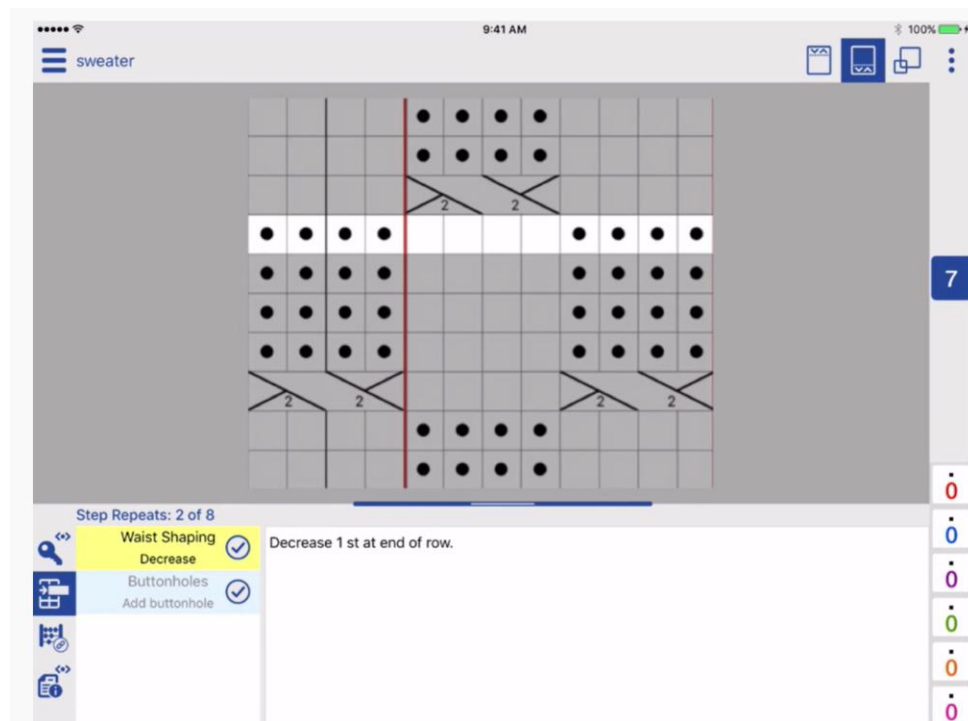 9:41 AM
100%
sweater
2 2
7
2 2 2 2
0
Step Repeats: 2 of 8
0
Waist Shaping
Decrease
Decrease 1 st at end of row.
Buttonholes
Add buttonhole
0
0
0
0